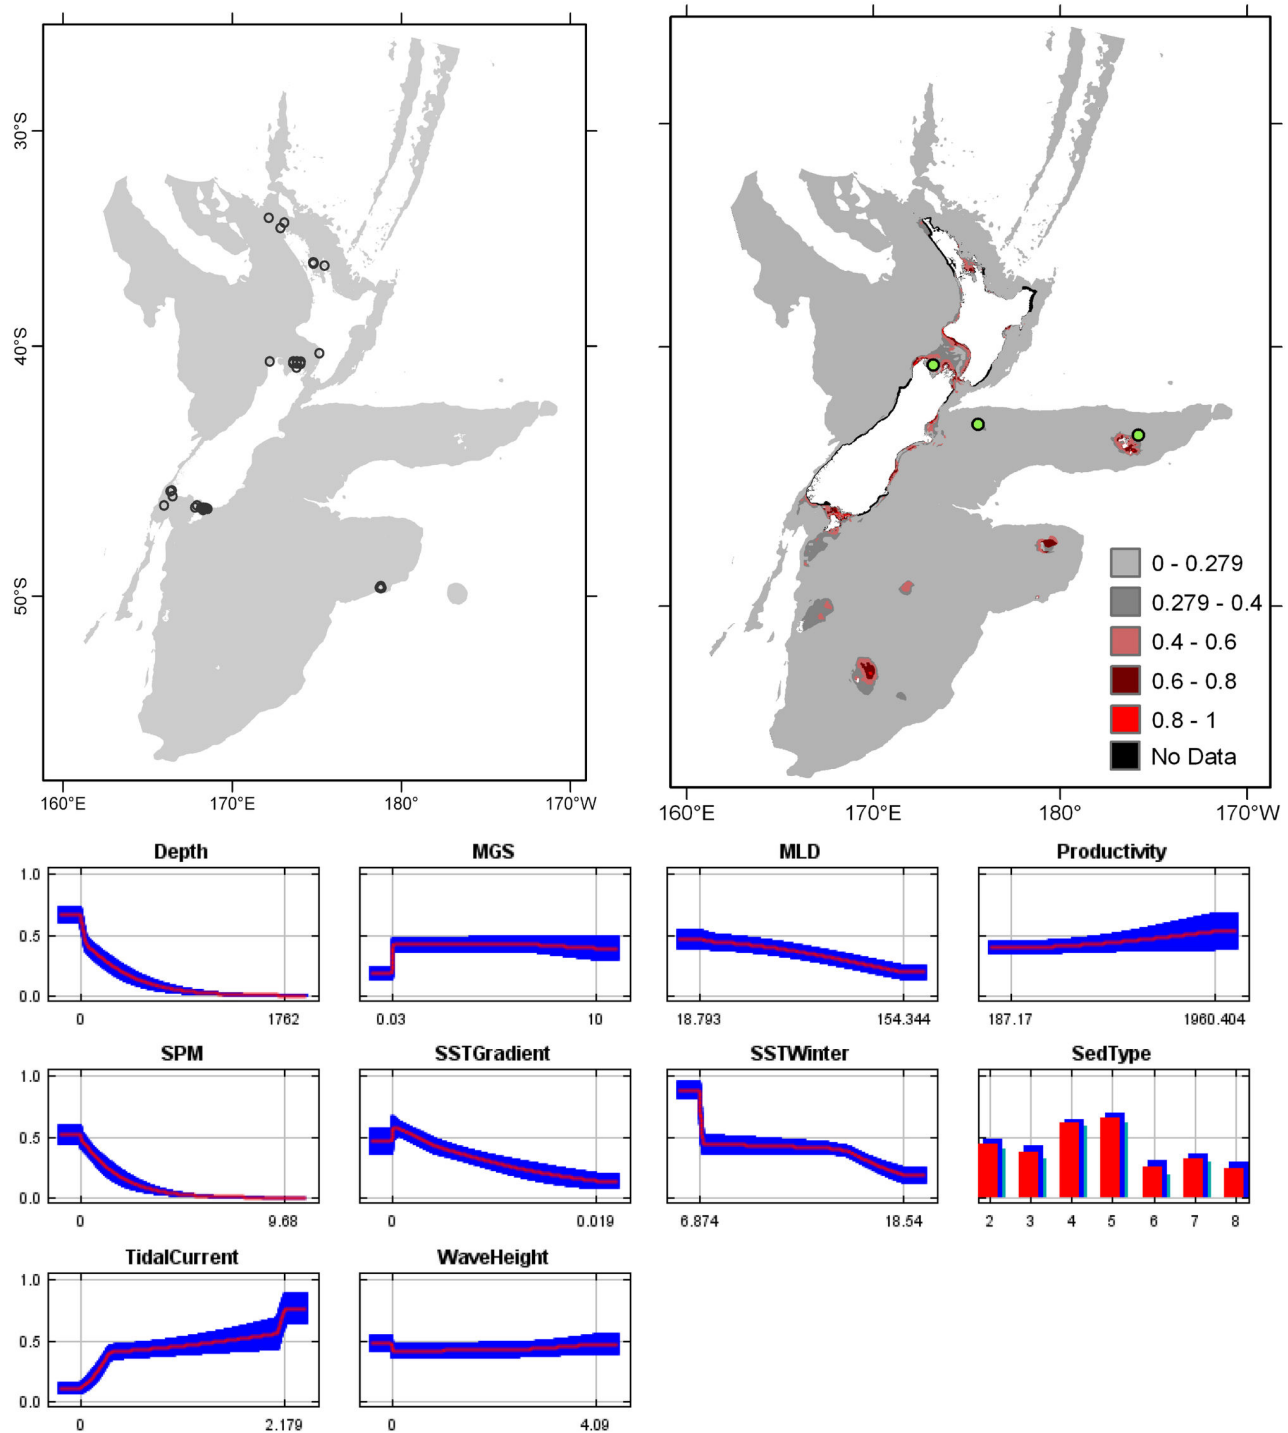 30°S
40°S
50°S
160°E 170°E 180° 170°W
0 - 0.279
0.279 - 0.4
0.4 - 0.6
0.6 - 0.8
0.8 - 1
No Data
160°E 170°E 180° 170°W
Depth MGS MLD Productivity
1.0
0.5
0.0
0 1762 0.03 10 18.793 154.344 187.17 1960.404
SPM SSTGradient SSTWinter SedType
1.0
0.5
0.0
0 9.68 0 0.019 6.874 18.54 2 3 4 5 6 7 8
TidalCurrent WaveHeight
1.0
0.5
0.0
0 2.179 0 4.09